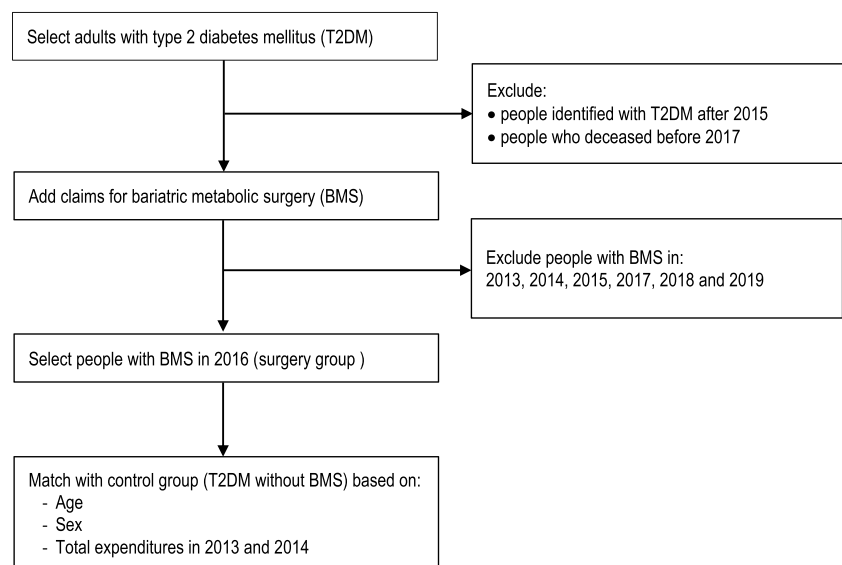 Select adults with type 2 diabetes mellitus (T2DM)
Exclude:
● people identified with T2DM after 2015
● people who deceased before 2017
Add claims for bariatric metabolic surgery (BMS)
Exclude people with BMS in:
2013, 2014, 2015, 2017, 2018 and 2019
Select people with BMS in 2016 (surgery group )
Match with control group (T2DM without BMS) based on:
- Age
- Sex
- Total expenditures in 2013 and 2014